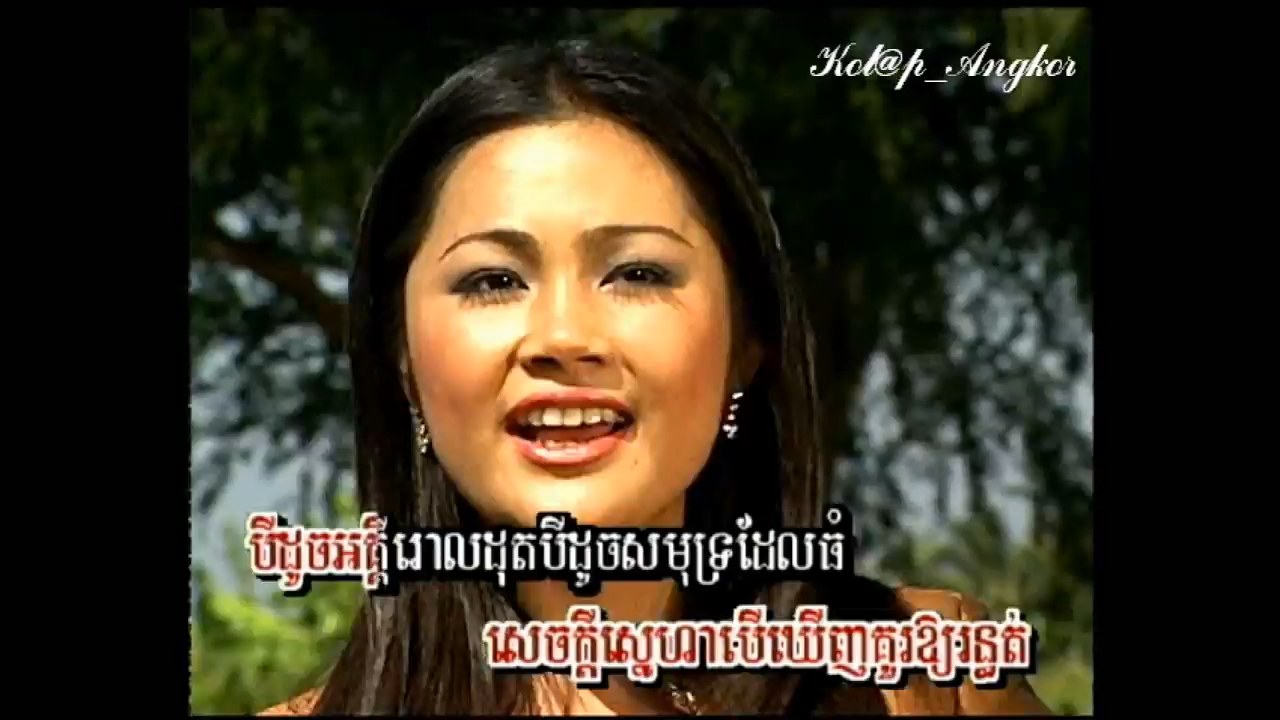 Kol@p_Angkor
បីដូចអគ្គីរោលដុតបីដូចសមុទ្រដែលធំ
សេចក្ដីស្នេហាបើឃើញគួរឱ្យរន្ធត់